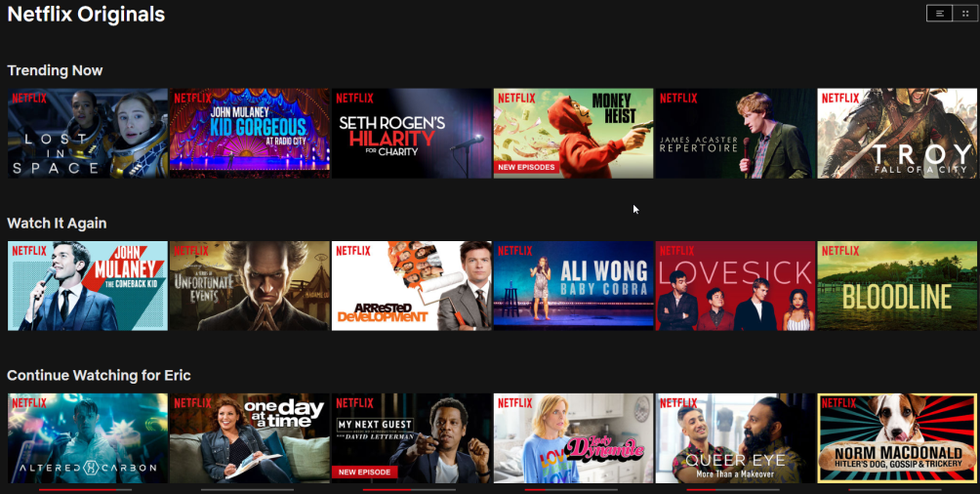 Netflix Originals
Trending Now
NETFLIX
LOST
IN
SPACE
NETFLIX
JOHN MULANEY
KID GORGEOUS
AT RADIO CITY
NETFLIX
SETH ROGEN'S
HILARITY
FOR CHARITY
NETFLIX
MONEY
HEIST
NEW EPISODES
NETFLIX
JAMES ACASTER
REPERTOIRE
NETFLIX
TROY
FALL OF A CITY
Watch It Again
NETFLIX
JOHN
MULANEY
THE COMEBACK KID
NETFLIX
A SERIES OF
UNFORTUNATE
EVENTS
NETFLIX
ARRESTED
DEVELOPMENT
NETFLIX
ALI WONG
BABY COBRA
NETFLIX
LOVESICK
NETFLIX
BLOODLINE
Continue Watching for Eric
NETFLIX
ALTERED CARBON
NETFLIX
one day
at a
time
NETFLIX
MY NEXT GUEST
WITH DAVID LETTERMAN
NEW EPISODE
NETFLIX
LOVE
Lady
Dynamite
NETFLIX
QUEER EYE
More Than a Makeover
NETFLIX
NORM MACDONALD
HITLER'S DOG, GOSSIP & TRICKERY